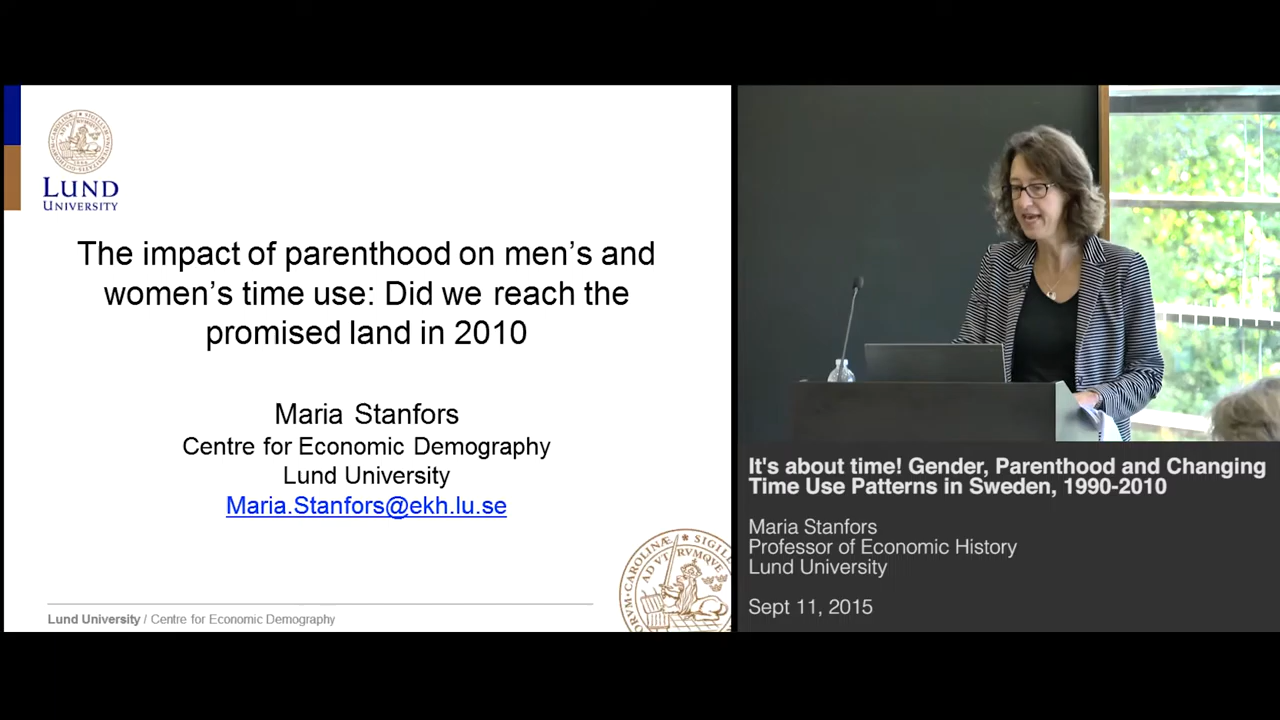 LUND
UNIVERSITY
The impact of parenthood on men’s and
women’s time use: Did we reach the
promised land in 2010
Maria Stanfors
Centre for Economic Demography
Lund University
Maria.Stanfors@ekh.lu.se
Lund University / Centre for Economic Demography
It's about time! Gender, Parenthood and Changing
Time Use Patterns in Sweden, 1990-2010
Maria Stanfors
Professor of Economic History
Lund University
Sept 11, 2015